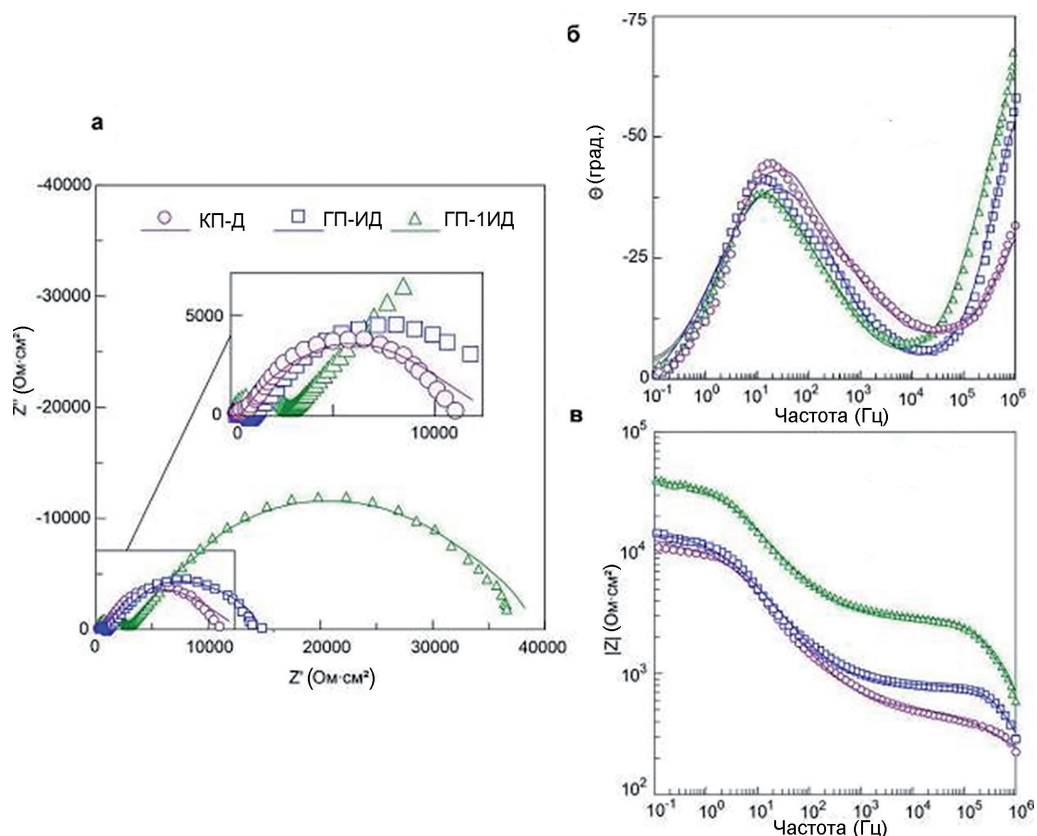 а
-40000
КП-Д ГП-ИД ГП-1ИД
-30000
5000
Z'' (Ом·см²)
-20000
0
0 10000
-10000
0
0 10000 20000 30000 40000
Z' (Ом·см²)
б
-75
-50
Θ (град.)
-25
0
10⁻¹ 10⁰ 10¹ 10² 10³ 10⁴ 10⁵ 10⁶
Частота (Гц)
в
10⁵
10⁴
|Z| (Ом·см²)
10³
10²
10⁻¹ 10⁰ 10¹ 10² 10³ 10⁴ 10⁵ 10⁶
Частота (Гц)